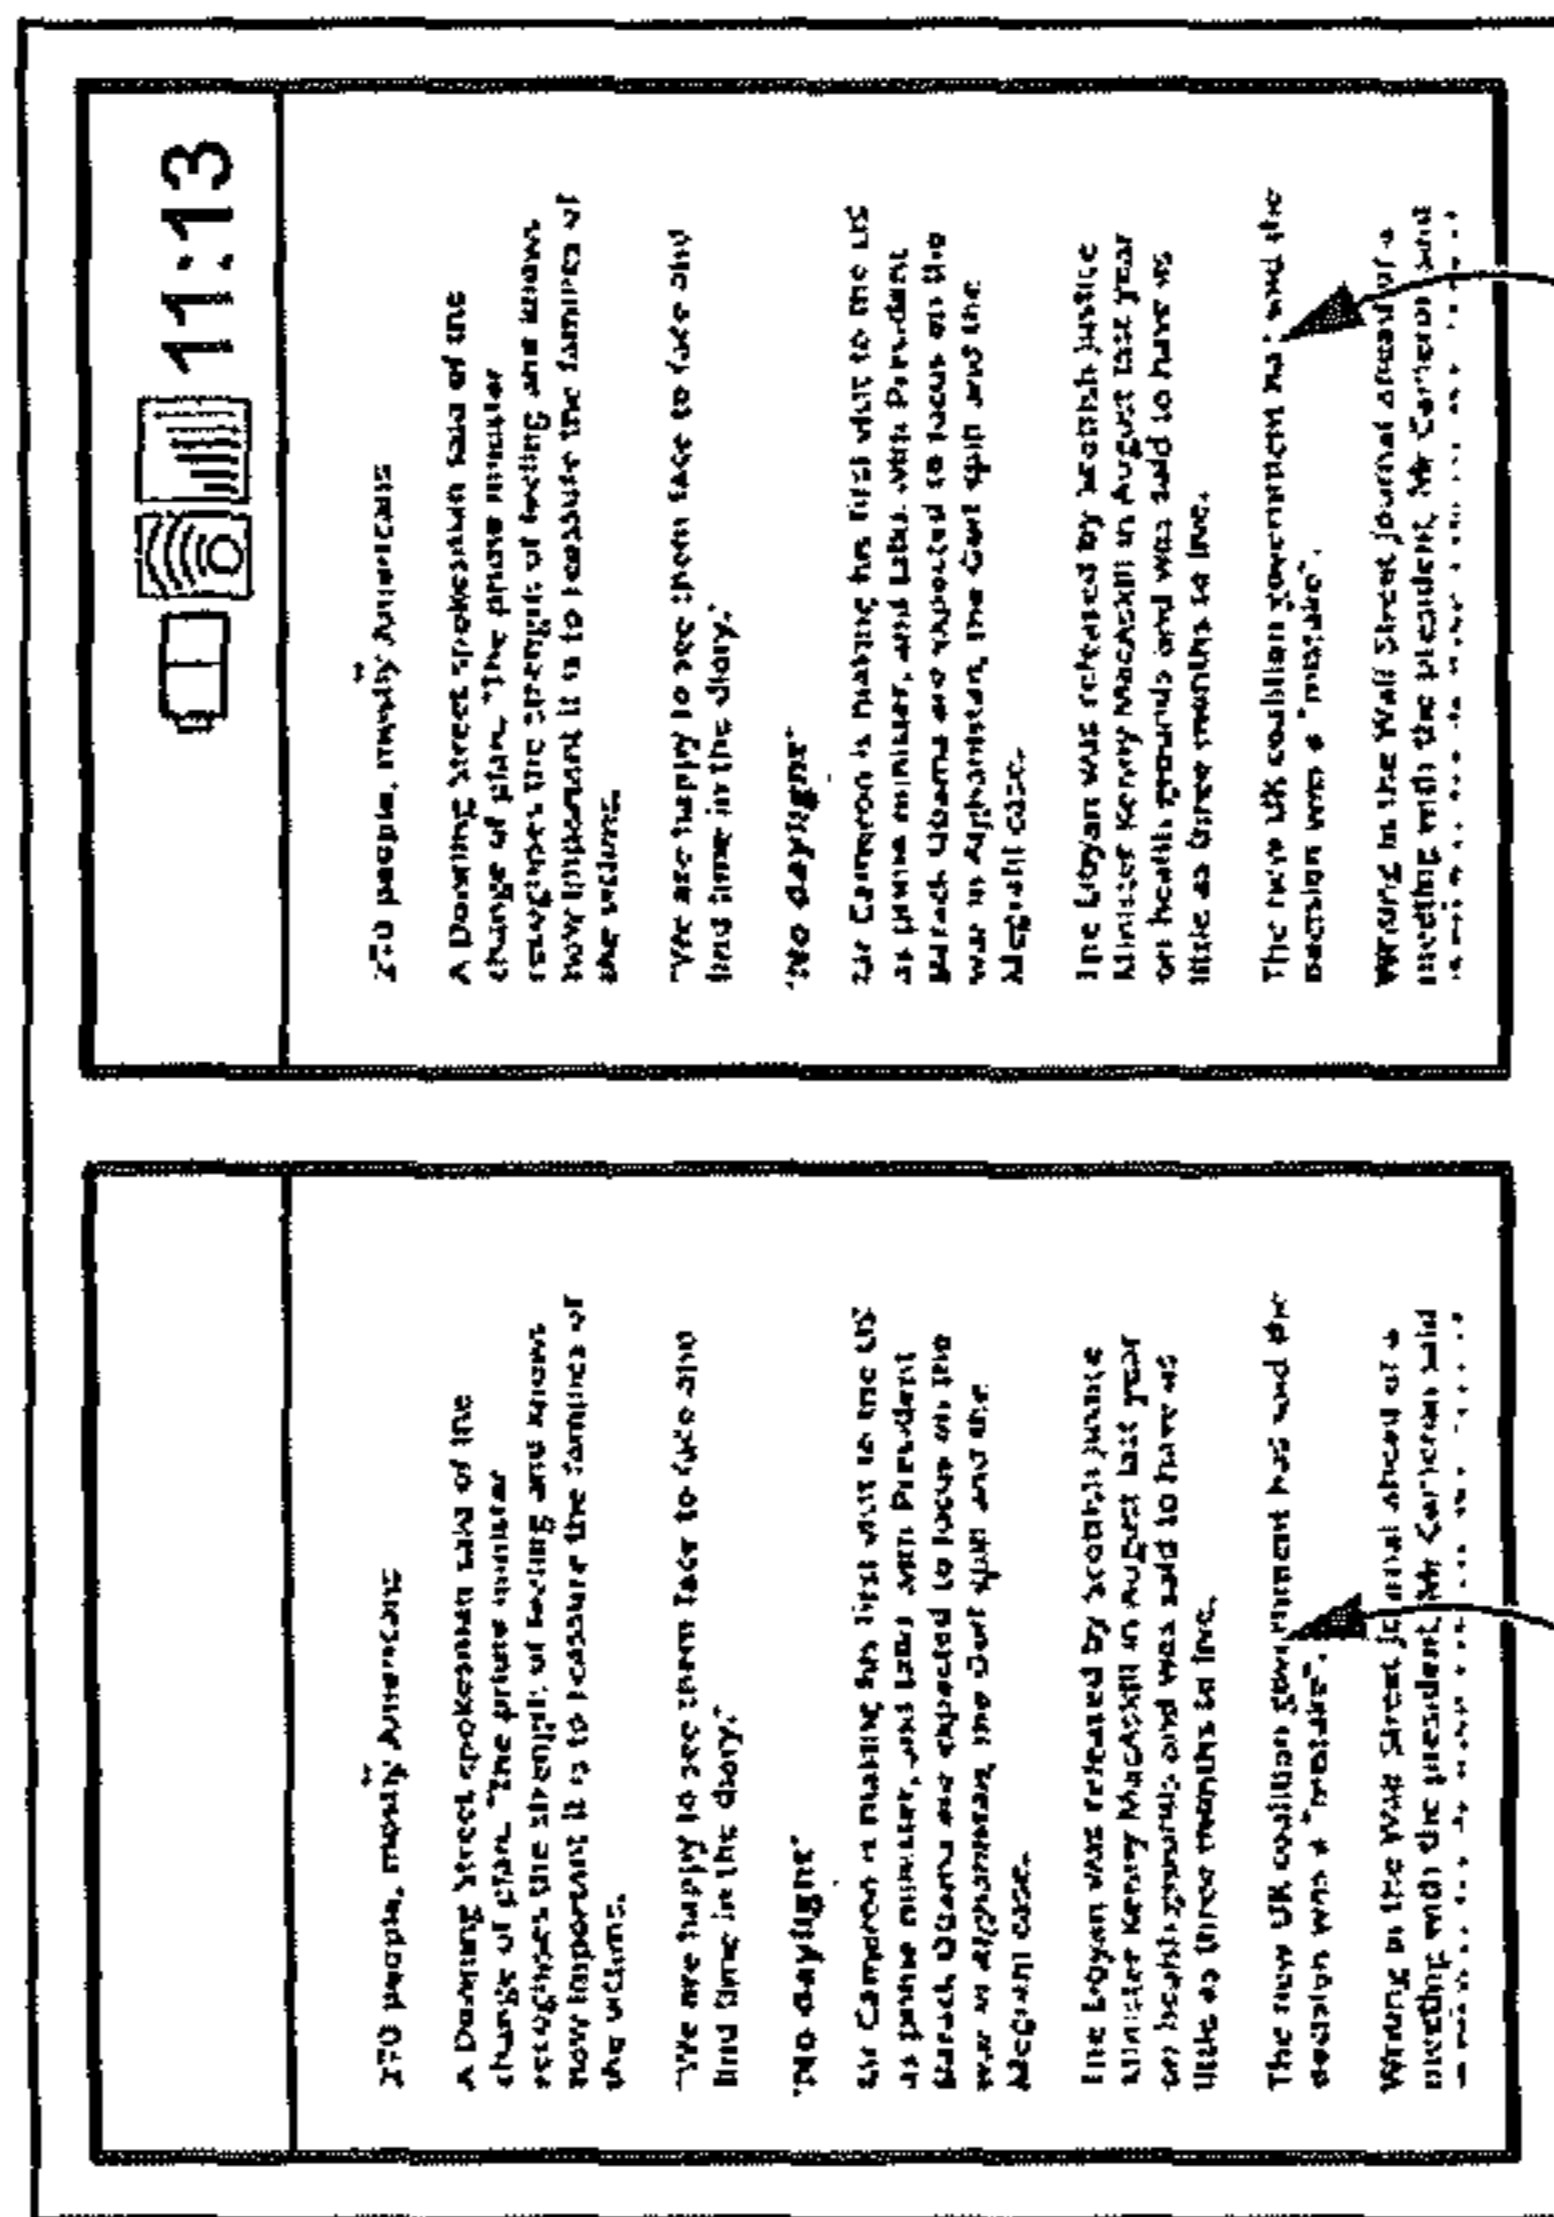 270 people, mostly Americans
A Downing Street spokesman said of the
change of plan: "The prime minister
recognises the strength of feeling and knows
how important it is to reassure the families of
the victims.
"We are happy to see them face to face and
find time in the diary."
'No daylight'
Mr Cameron is making his first visit to the US
as prime minister, and talks with President
Barack Obama are expected to focus on the
war in Afghanistan, the Gulf spill and the
Megrahi case.
The Libyan was released by Scottish Justice
Minister Kenny MacAskill in August last year
on health grounds and was said to have as
little as three months to live.
The new UK coalition government has said the
decision was a "mistake".
Writing in the Wall Street Journal ahead of a
meeting with the president, Mr Cameron said
11:13
270 people, mostly Americans
A Downing Street spokesman said of the
change of plan: "The prime minister
recognises the strength of feeling and knows
how important it is to reassure the families of
the victims.
"We are happy to see them face to face and
find time in the diary."
'No daylight'
Mr Cameron is making his first visit to the US
as prime minister, and talks with President
Barack Obama are expected to focus on the
war in Afghanistan, the Gulf spill and the
Megrahi case.
The Libyan was released by Scottish Justice
Minister Kenny MacAskill in August last year
on health grounds and was said to have as
little as three months to live.
The new UK coalition government has said the
decision was a "mistake".
Writing in the Wall Street Journal ahead of a
meeting with the president, Mr Cameron said